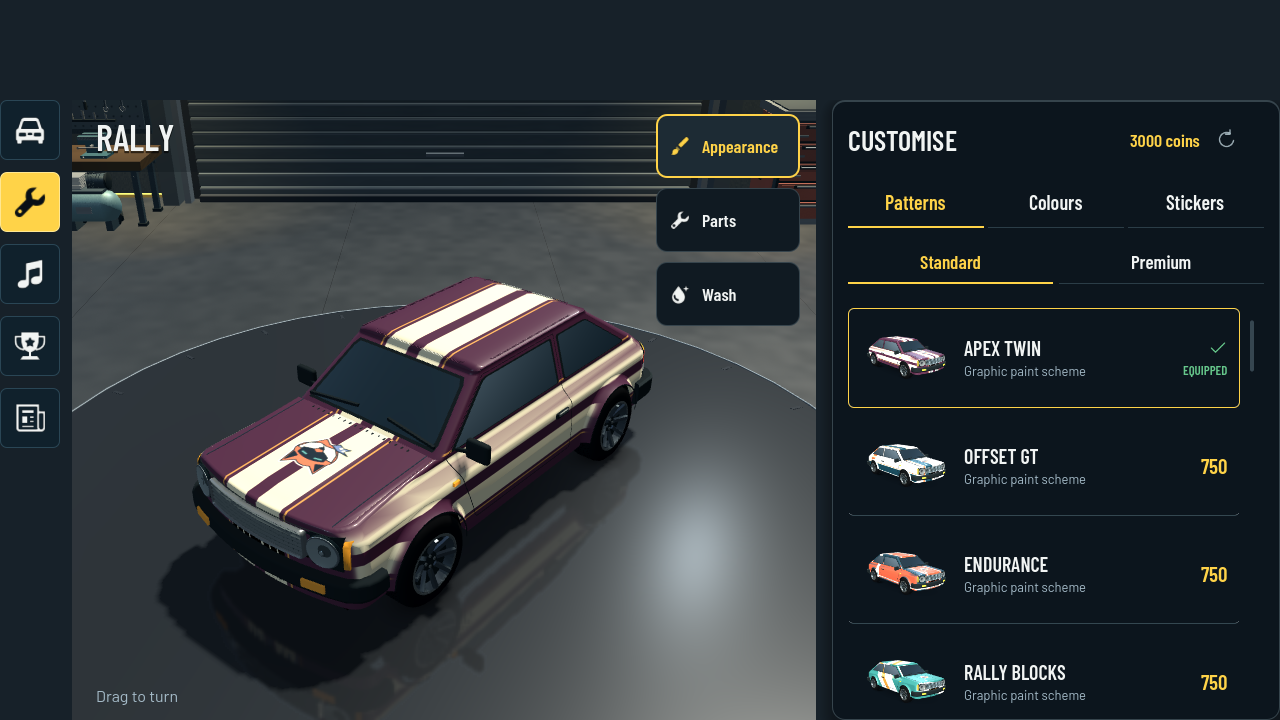 RALLY
Appearance
Parts
Wash
Drag to turn
CUSTOMISE
3000 coins
Patterns
Colours
Stickers
Standard
Premium
APEX TWIN
Graphic paint scheme
EQUIPPED
OFFSET GT
Graphic paint scheme
750
ENDURANCE
Graphic paint scheme
750
RALLY BLOCKS
Graphic paint scheme
750